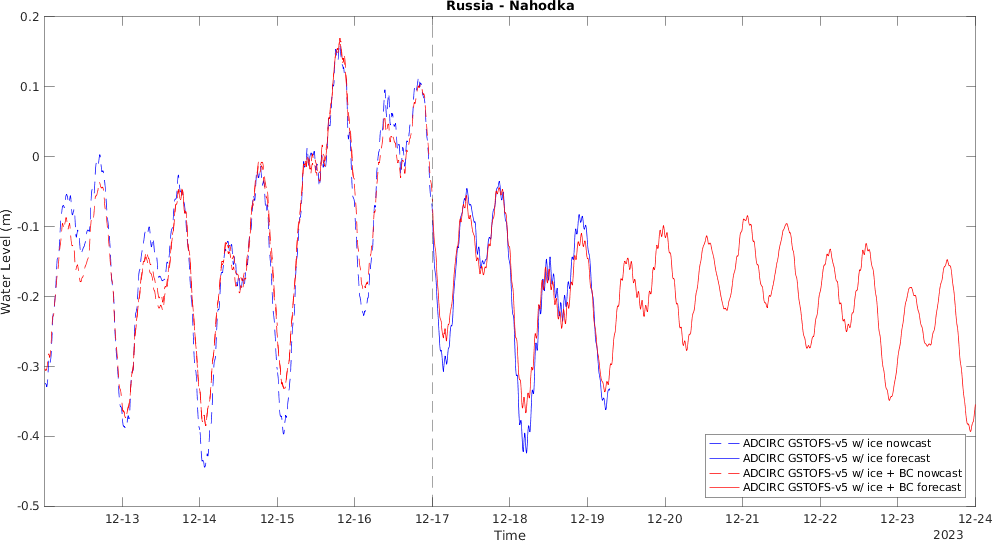 Russia - Nahodka
0.2
0.1
0
-0.1
-0.2
-0.3
-0.4
-0.5
Water Level (m)
ADCIRC GSTOFS-v5 w/ ice nowcast
ADCIRC GSTOFS-v5 w/ ice forecast
ADCIRC GSTOFS-v5 w/ ice + BC nowcast
ADCIRC GSTOFS-v5 w/ ice + BC forecast
12-13 12-14 12-15 12-16 12-17 12-18 12-19 12-20 12-21 12-22 12-23 12-24
Time
2023